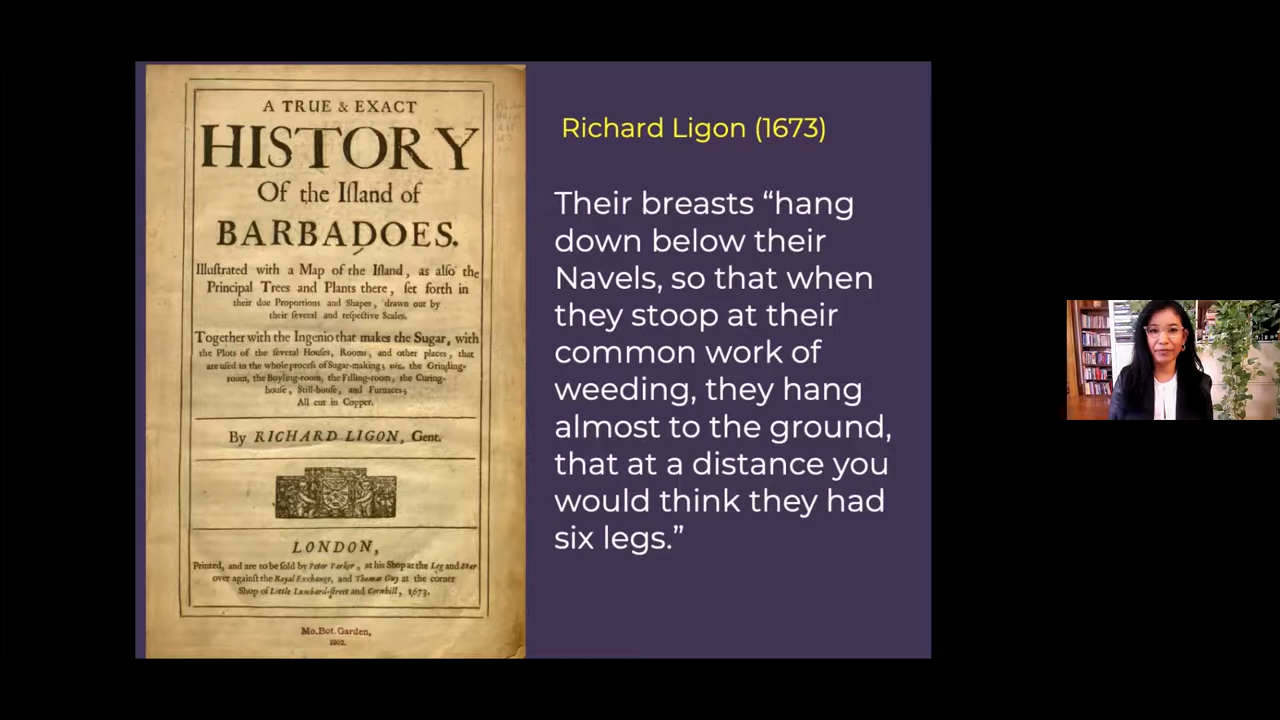 A TRUE & EXACT
HISTORY
Of the Iſland of
BARBADOES.
Illuſtrated with a Map of the Iſland, as alſo the
Principal Trees and Plants there, ſet forth in
their due Proportions and Shapes, drawn out by
their ſeveral and reſpective Scales.
Together with the Ingenio that makes the Sugar, with
the Plots of the ſeveral Houſes, Rooms, and other places, that
are uſed in the whole proceſs of Sugar-making; viz. the Grinding-
room, the Boyling-room, the Filling-room, the Curing-
houſe, Still-houſe, and Furnaces;
All cut in Copper.
By RICHARD LIGON, Gent.
LONDON,
Printed, and are to be ſold by Peter Parker, at his Shop at the Leg and Star
over againſt the Royal Exchange, and Thomas Guy at the corner
Shop of Little Lumbard-ſtreet and Cornhill, 1673.
Mo. Bot. Garden,
Richard Ligon (1673)
Their breasts “hang
down below their
Navels, so that when
they stoop at their
common work of
weeding, they hang
almost to the ground,
that at a distance you
would think they had
six legs.”